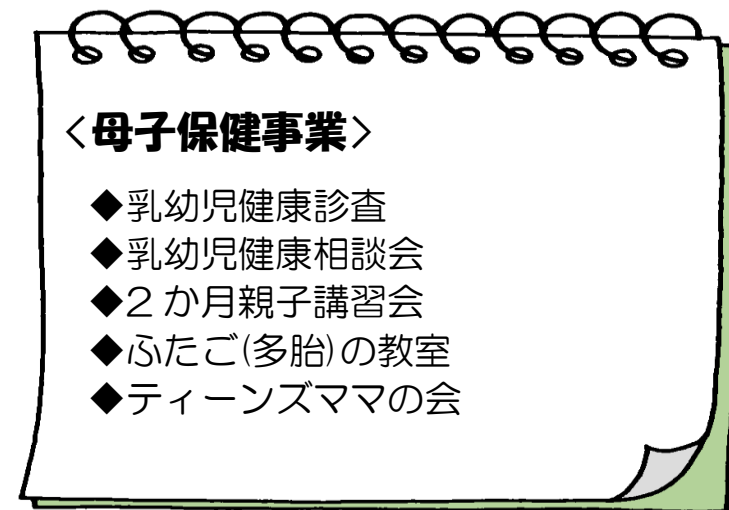 <母子保健事業>
◆乳幼児健康診査
◆乳幼児健康相談会
◆2か月親子講習会
◆ふたご(多胎)の教室
◆ティーンズママの会